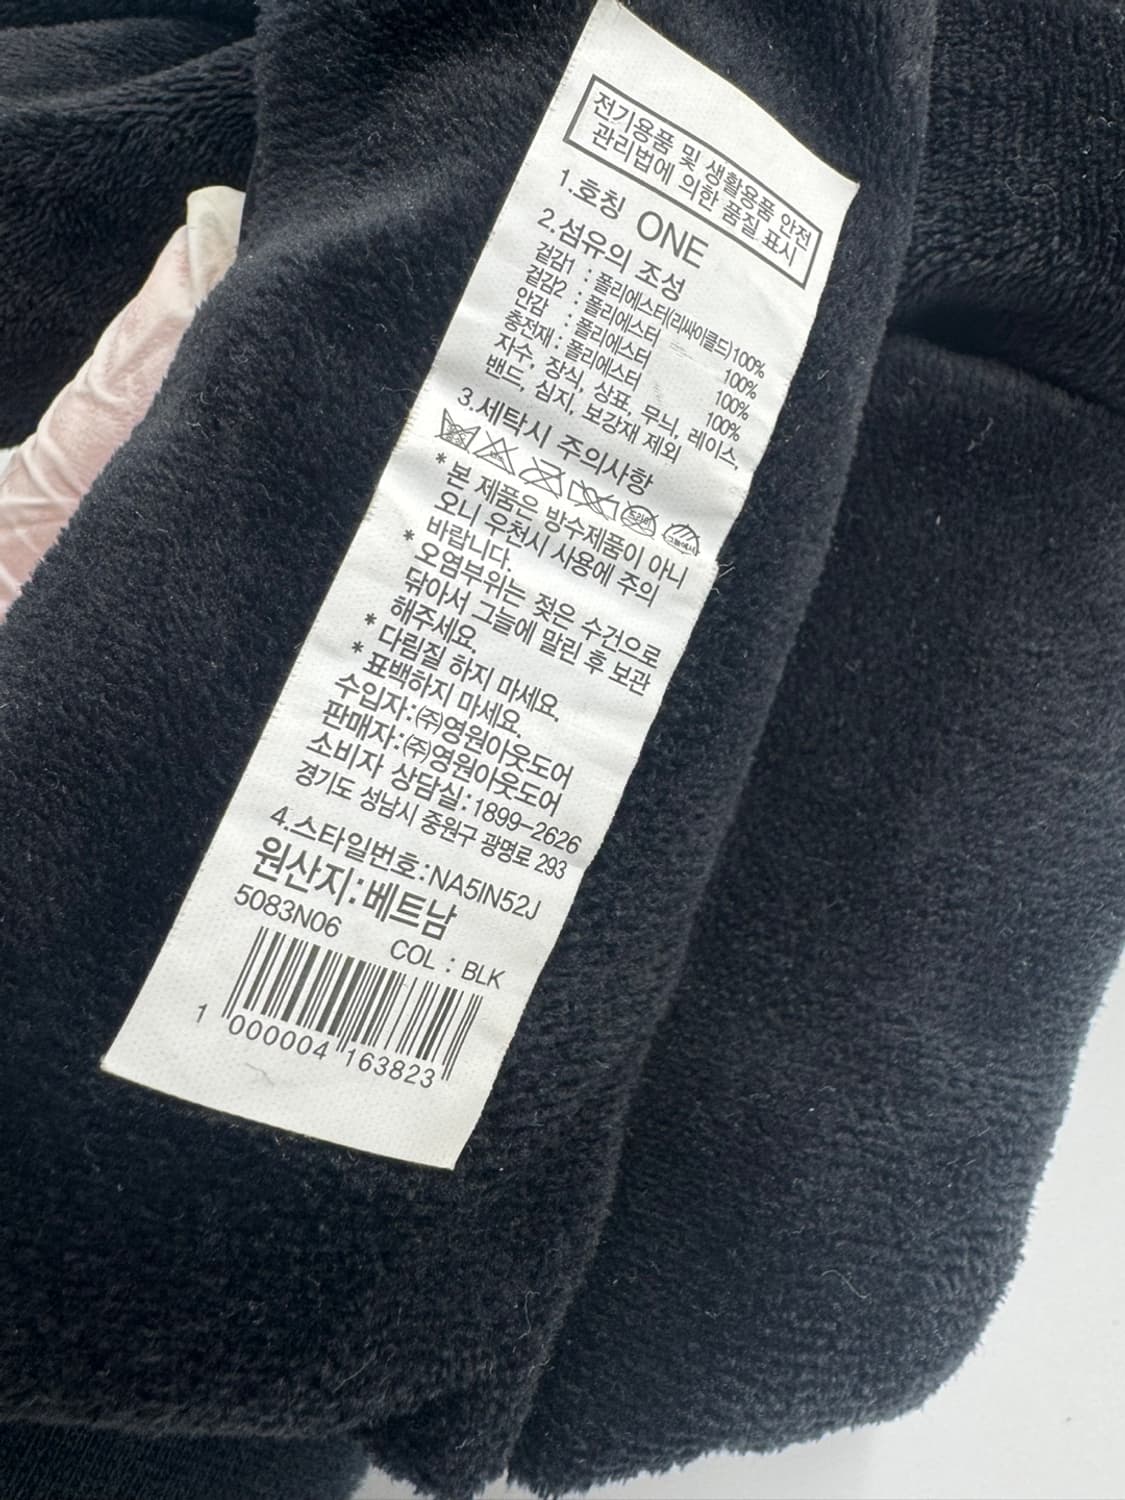 전기용품 및 생활용품 안전
관리법에 의한 품질 표시
1.호칭 ONE
2.섬유의 조성
겉감1 : 폴리에스터(리싸이클드)100%
겉감2 : 폴리에스터 100%
안감 : 폴리에스터 100%
충전재 : 폴리에스터 100%
자수, 장식, 상표, 무늬, 레이스,
밴드, 심지, 보강재 제외
3.세탁시 주의사항
드라이
그늘에서
* 본 제품은 방수제품이 아니
오니 우천시 사용에 주의
바랍니다.
* 오염부위는 젖은 수건으로
닦아서 그늘에 말린 후 보관
해주세요.
* 다림질 하지 마세요.
* 표백하지 마세요.
수입자:㈜영원아웃도어
판매자:㈜영원아웃도어
소비자 상담실:1899-2626
경기도 성남시 중원구 광명로 293
4.스타일번호:NA5IN52J
원산지:베트남
5083N06 COL : BLK
1 000004 163823